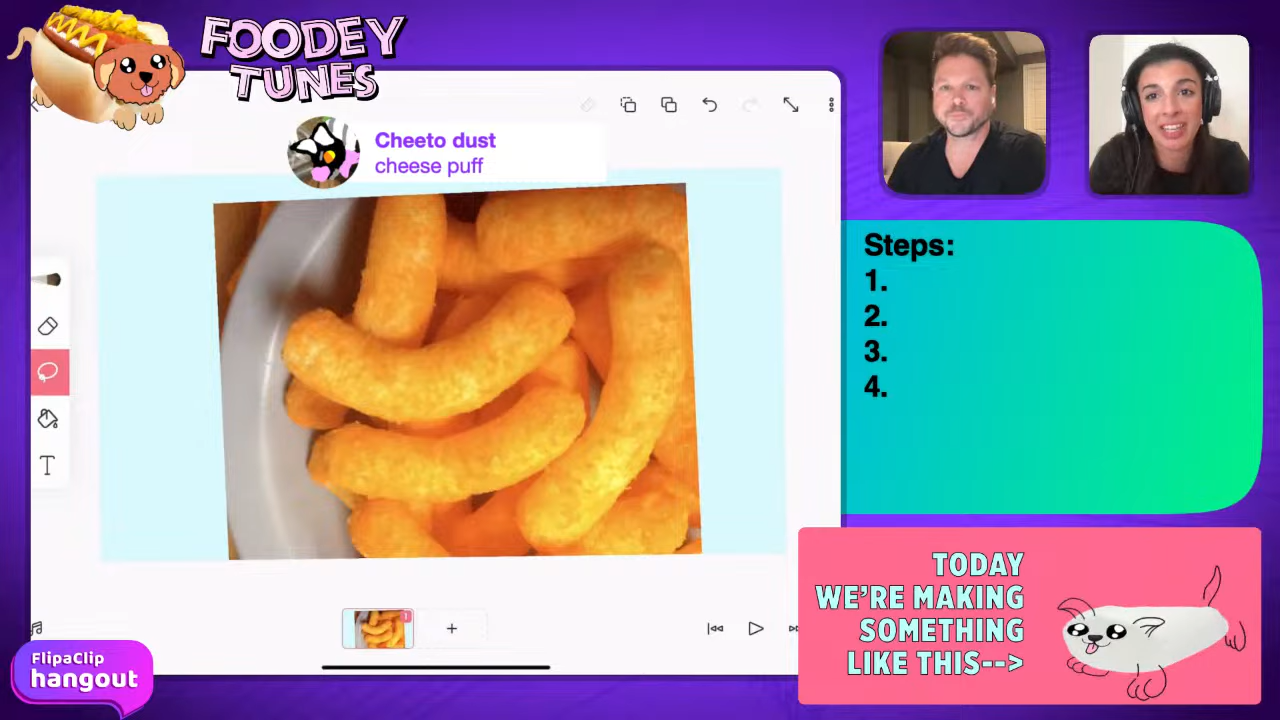 FOODEY
TUNES
Cheeto dust
cheese puff
Steps:
1.
2.
3.
4.
T
1
TODAY
WE'RE MAKING
SOMETHING
LIKE THIS-->
FlipaClip
hangout